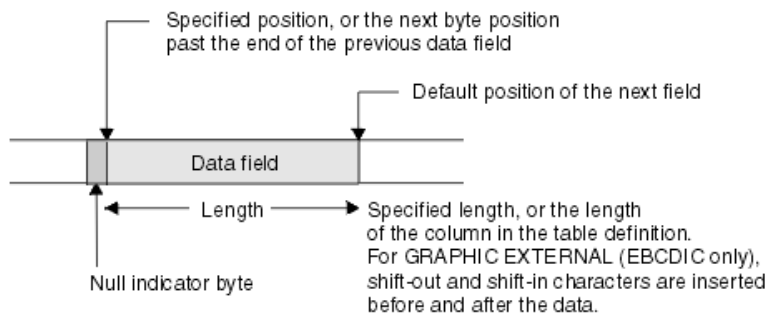 Specified position, or the next byte position
past the end of the previous data field
Default position of the next field
Data field
Length
Specified length, or the length
of the column in the table definition.
For GRAPHIC EXTERNAL (EBCDIC only),
shift-out and shift-in characters are inserted
before and after the data.
Null indicator byte